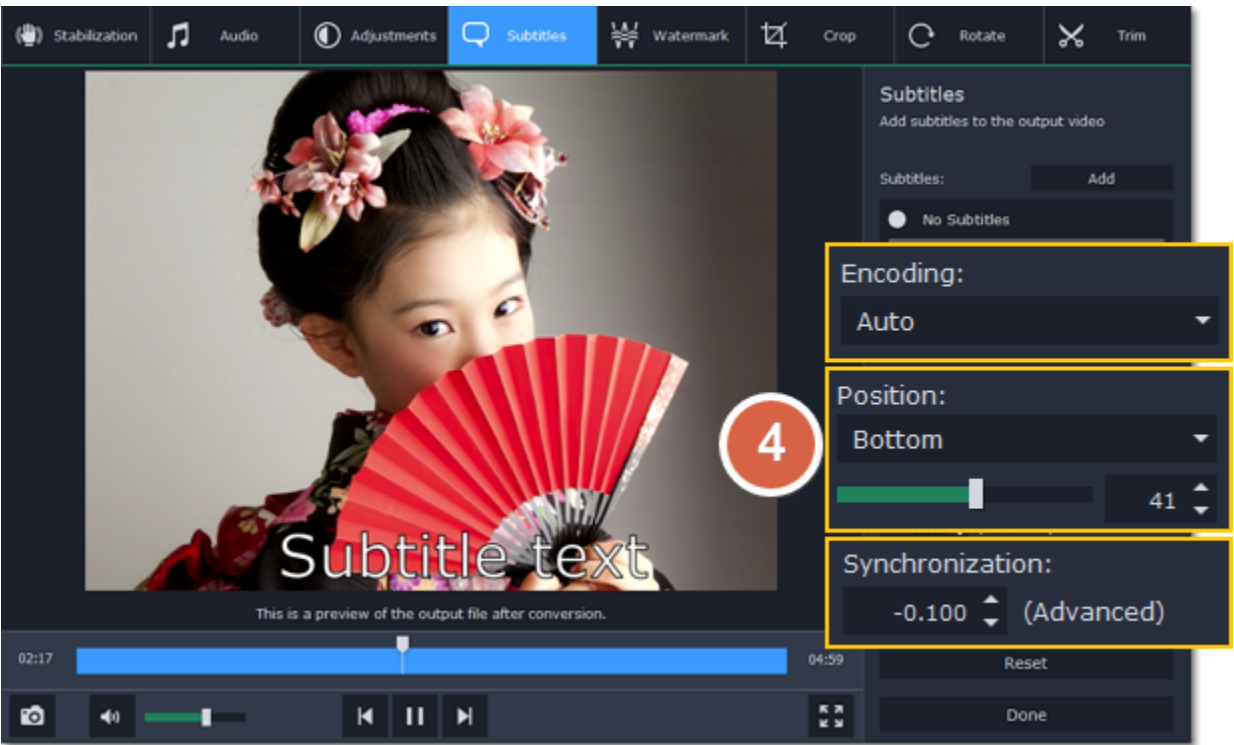 Stabilization
Audio
Adjustments
Subtitles
Watermark
Crop
Rotate
Trim
Subtitles
Add subtitles to the output video
Subtitles:
Add
No Subtitles
Encoding:
Auto
Position:
Bottom
4
41
Synchronization:
-0.100
(Advanced)
Subtitle text
This is a preview of the output file after conversion.
02:17
04:59
Reset
Done